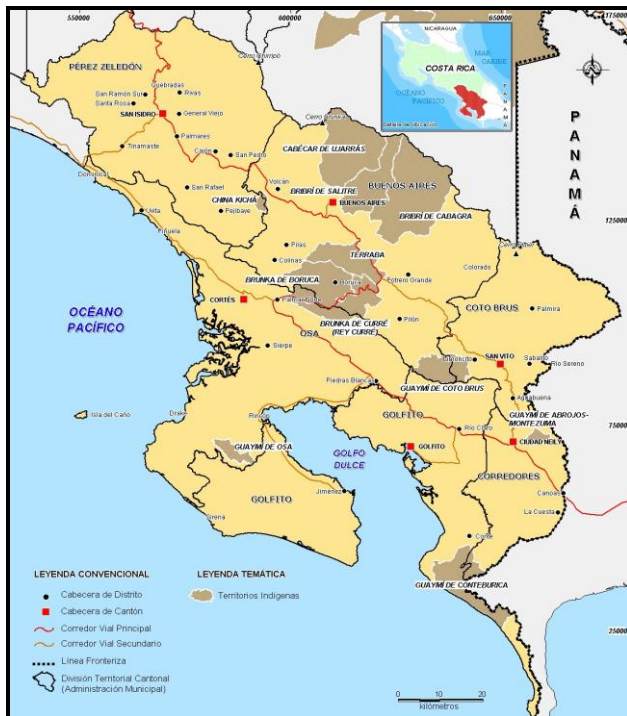 550000
600000
650000
175000
NICARAGUA
MAR
CARIBE
COSTA RICA
OCÉANO
PACÍFICO
PANAMÁ
PANAMÁ
PÉREZ ZELEDÓN
Quebradas
San Ramón Sur
Rivas
Santa Rosa
SAN ISIDRO
General Viejo
Palmares
Tinamaste
Cajón
San Pedro
CABÉCAR DE UJARRÁS
BUENOS AIRES
Volcán
BRIBRÍ DE SALITRE
San Rafael
CHINA KICHÁ
Pejibaye
BUENOS AIRES
BRIBRÍ DE CABAGRA
125000
Dominical
Uvita
Piñuela
Pilas
Colinas
TERRABA
Colorado
BRUNKA DE BORUCA
Boruca
Potrero Grande
COTO BRUS
CORTÉS
Palmar Norte
BRUNKA DE CURRÉ
(REY CURRÉ)
Palmira
OSA
Pilón
OCÉANO
PACÍFICO
Sierpe
SAN VITO
Sabalito
Río Sereno
Piedras Blancas
GUAYMÍ DE COTO BRUS
Aguabuena
Isla del Caño
Drake
Rincón
GOLFITO
GUAYMÍ DE ABROJOS-
MONTEZUMA
75000
Río Claro
GUAYMÍ DE OSA
GOLFO
DULCE
GOLFITO
CIUDAD NEILY
GOLFITO
Jiménez
CORREDORES
Canoas
Sirena
La Cuesta
GUAYMÍ DE CONTEBURICA
LEYENDA CONVENCIONAL
LEYENDA TEMÁTICA
Cabecera de Distrito
Territorios Indígenas
Cabecera de Cantón
Corredor Vial Principal
Corredor Vial Secundario
25000
Línea Fronteriza
División Territorial Cantonal
(Administración Municipal)
0
10
20
kilómetros